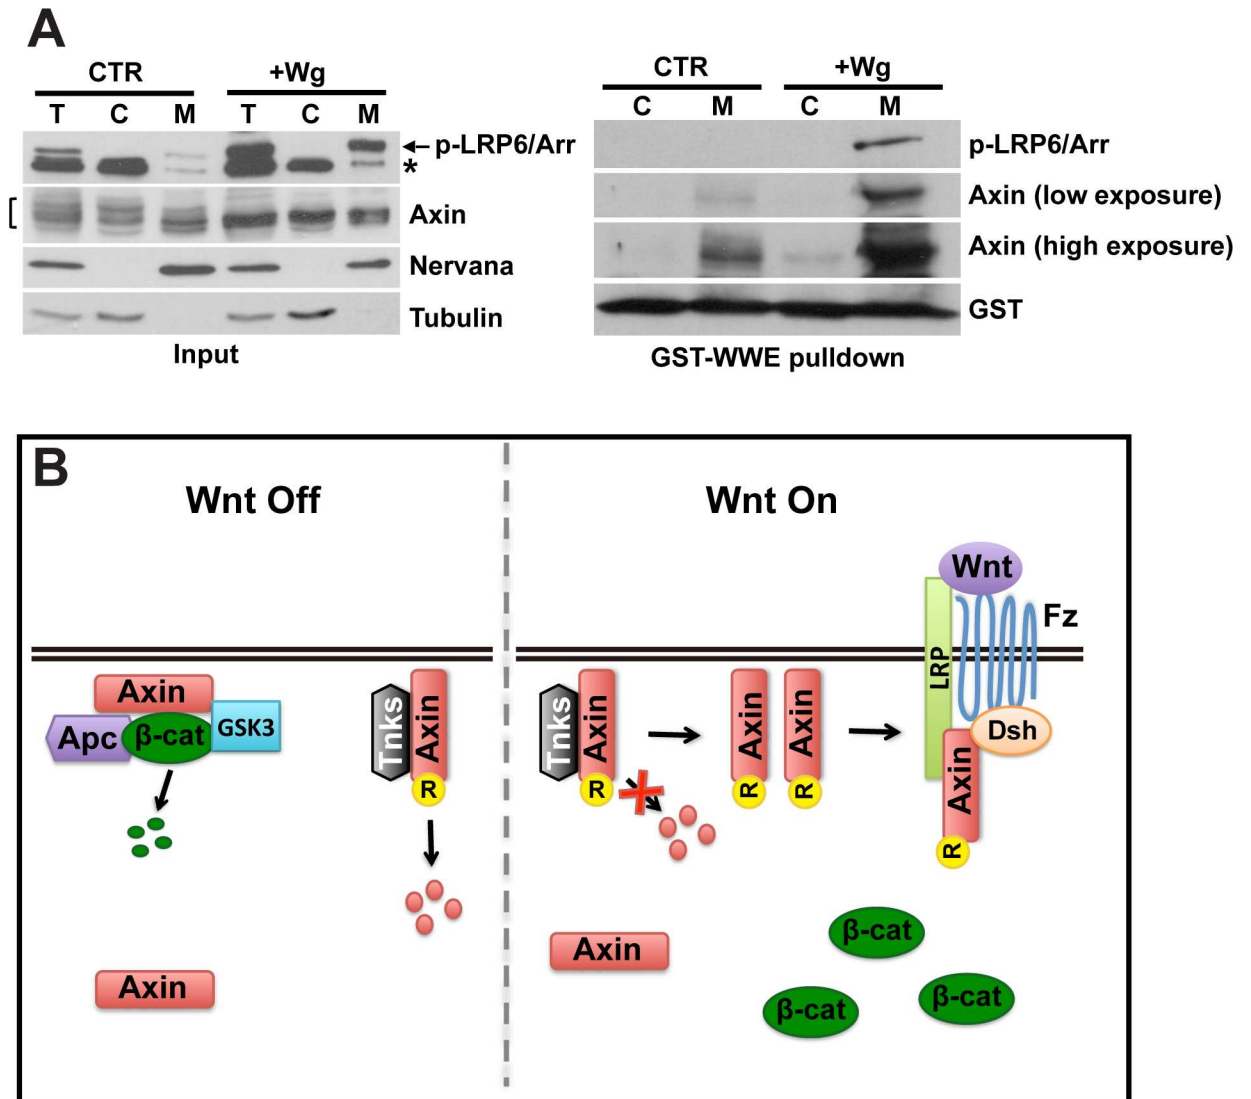 A
CTR +Wg
T C M T C M
p-LRP6/Arr
*
Axin
Nervana
Tubulin
Input
CTR +Wg
C M C M
p-LRP6/Arr
Axin (low exposure)
Axin (high exposure)
GST
GST-WWE pulldown
B
Wnt Off
Axin
Apc β-cat GSK3
Tnks Axin
R
Axin
Wnt On
Tnks Axin
R
Axin Axin
R R
Wnt
Fz
LRP
Dsh
Axin
R
Axin
β-cat
β-cat
β-cat